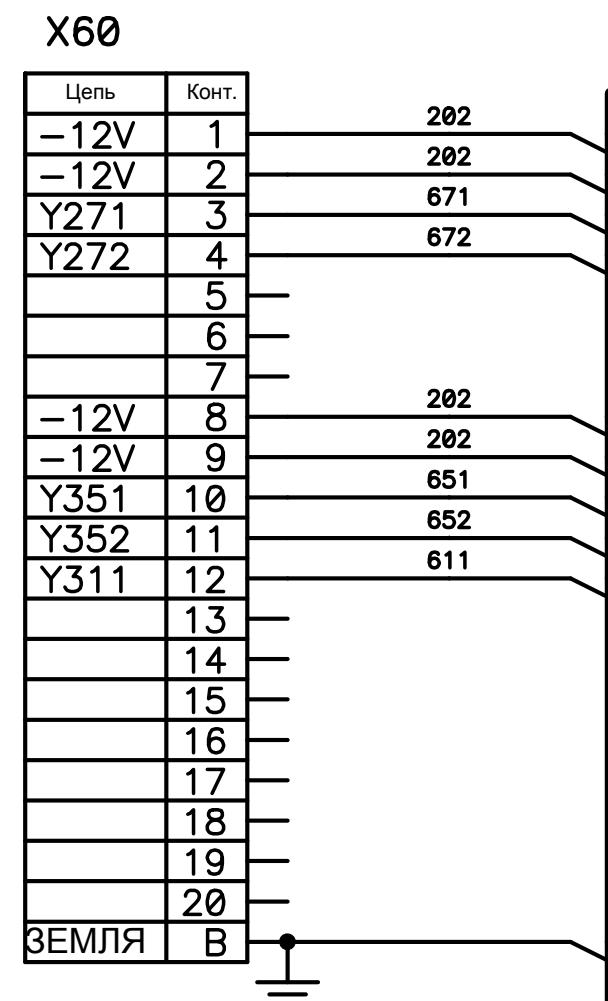 X60
Цепь Конт.
−12V 1 202
−12V 2 202
Y271 3 671
Y272 4 672
5
6
7
−12V 8 202
−12V 9 202
Y351 10 651
Y352 11 652
Y311 12 611
13
14
15
16
17
18
19
20
ЗЕМЛЯ В